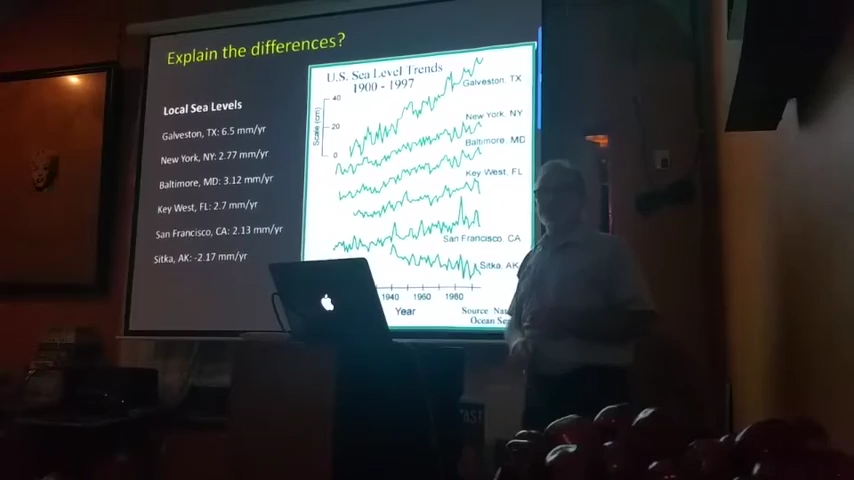 Explain the differences?
Local Sea Levels
Galveston, TX: 6.5 mm/yr
New York, NY: 2.77 mm/yr
Baltimore, MD: 3.12 mm/yr
Key West, FL: 2.7 mm/yr
San Francisco, CA: 2.13 mm/yr
Sitka, AK: -2.17 mm/yr
U.S. Sea Level Trends
1900 - 1997
Scale (cm)
40
20
0
Galveston, TX
New York, NY
Baltimore, MD
Key West, FL
San Francisco, CA
Sitka, AK
1940 1960 1980
Year
Source
Ocean